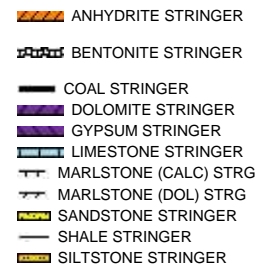 ANHYDRITE STRINGER
BENTONITE STRINGER
COAL STRINGER
DOLOMITE STRINGER
GYPSUM STRINGER
LIMESTONE STRINGER
MARLSTONE (CALC) STRG
MARLSTONE (DOL) STRG
SANDSTONE STRINGER
SHALE STRINGER
SILTSTONE STRINGER